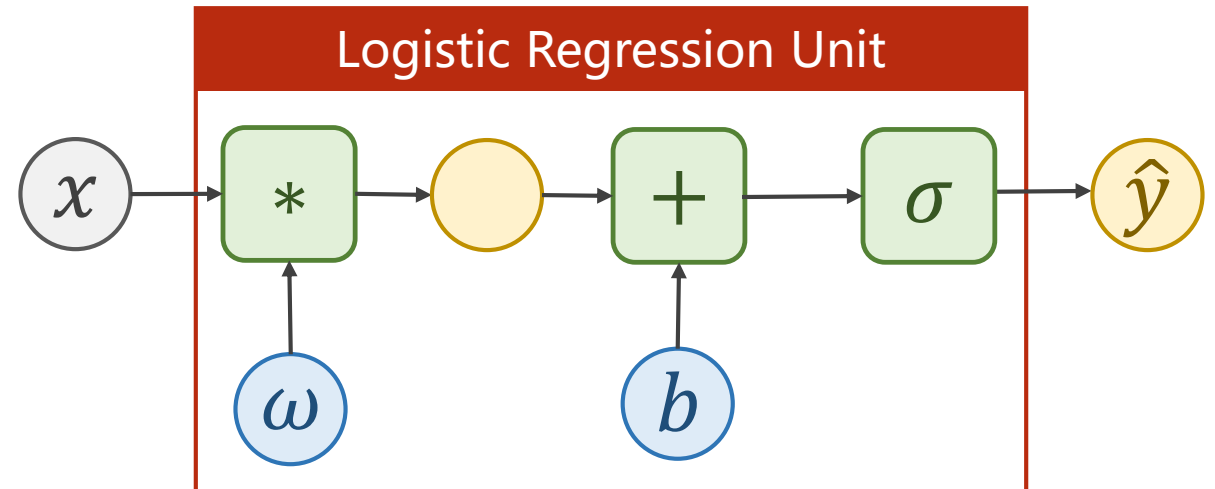 Logistic Regression Unit
x * + σ ŷ
ω b